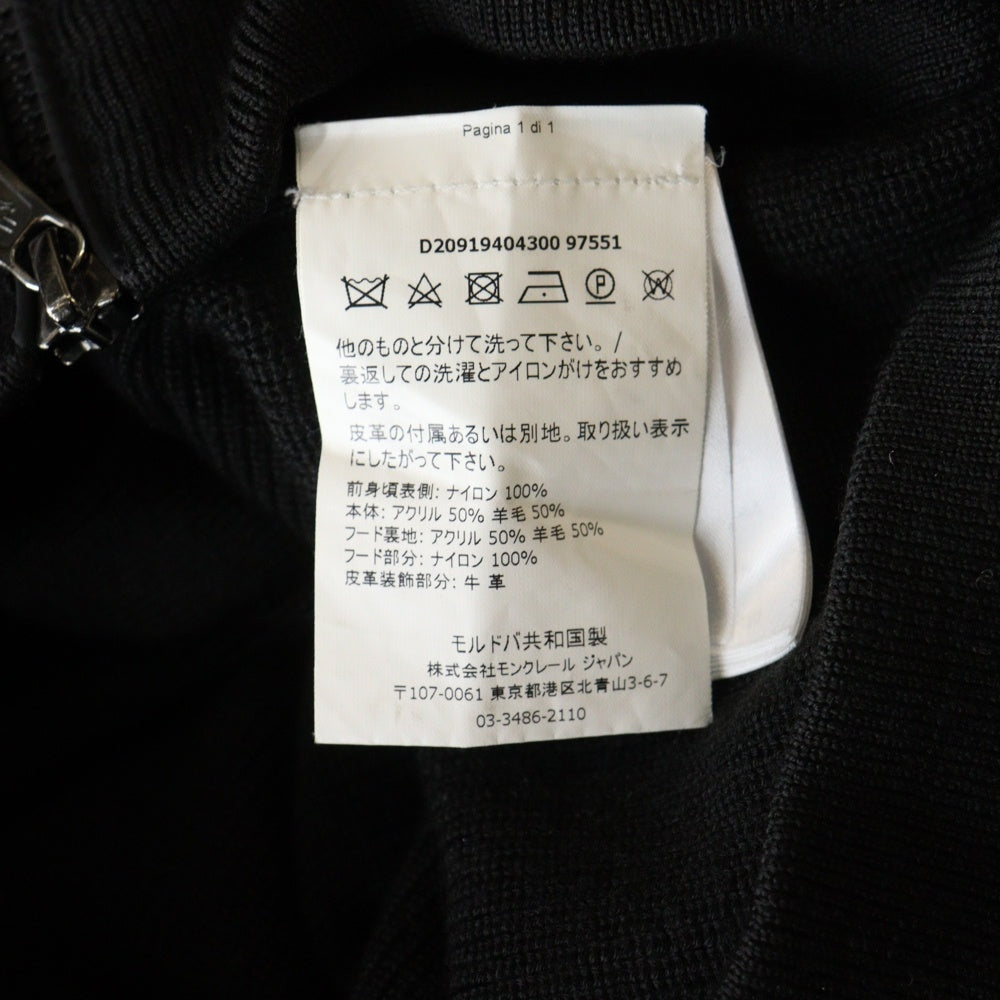 Pagina 1 di 1
D20919404300 97551
P W
他のものと分けて洗って下さい。/
裏返しての洗濯とアイロンがけをおすすめ
します。
皮革の付属あるいは別地。取り扱い表示
にしたがって下さい。
前身頃表側: ナイロン 100%
本体: アクリル 50% 羊毛 50%
フード裏地: アクリル 50% 羊毛 50%
フード部分: ナイロン 100%
皮革装飾部分: 牛 革
モルドバ共和国製
株式会社モンクレール ジャパン
〒107-0061 東京都港区北青山3-6-7
03-3486-2110